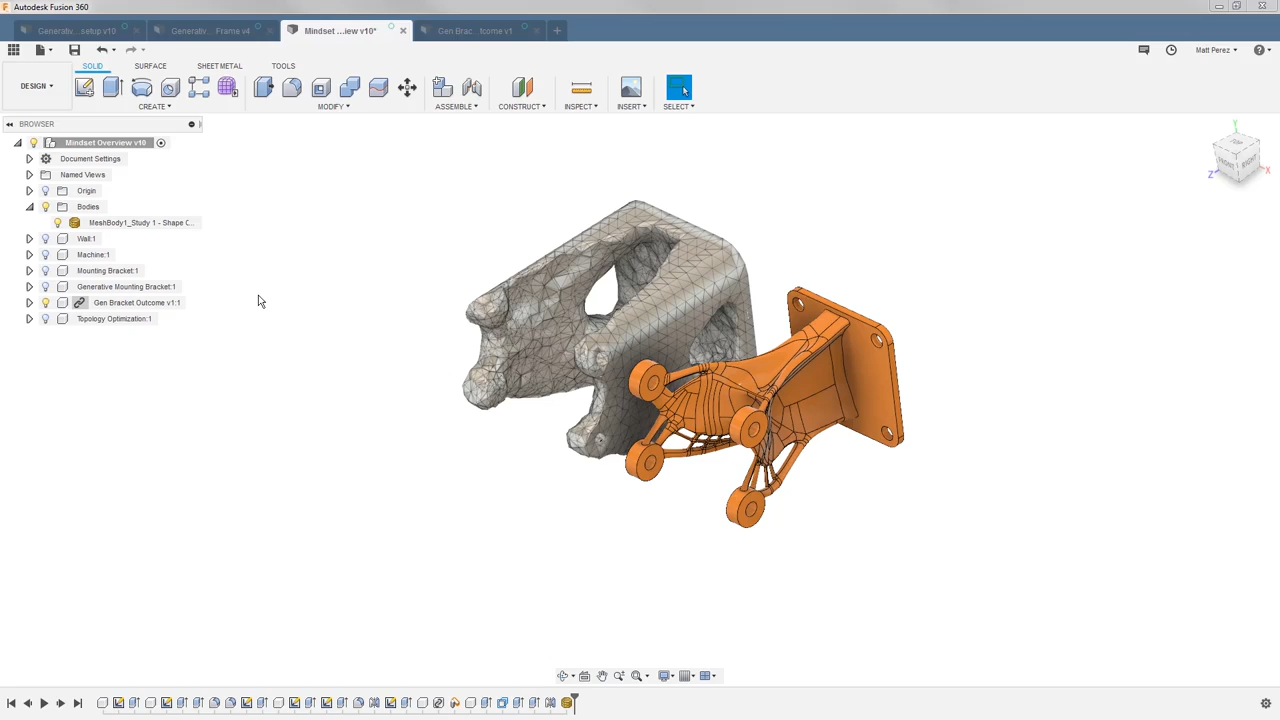 Autodesk Fusion 360
Generativ...setup v10
Generativ... Frame v4
Mindset ...iew v10*
Gen Brac...tcome v1
Matt Perez
SOLID
SURFACE
SHEET METAL
TOOLS
DESIGN
CREATE
MODIFY
ASSEMBLE
CONSTRUCT
INSPECT
INSERT
SELECT
BROWSER
Mindset Overview v10
Document Settings
Named Views
Origin
Bodies
MeshBody1_Study 1 - Shape C...
Wall:1
Machine:1
Mounting Bracket:1
Generative Mounting Bracket:1
Gen Bracket Outcome v1:1
Topology Optimization:1
Y
FRONT
RIGHT
Z
X